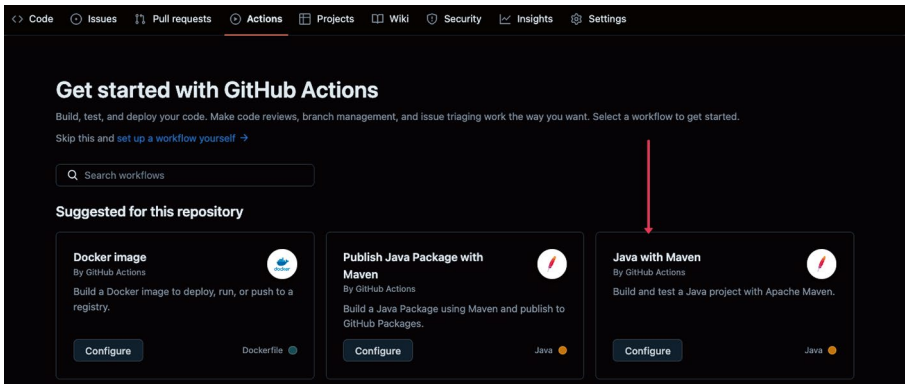 <> Code Issues Pull requests Actions Projects Wiki Security Insights Settings
Get started with GitHub Actions
Build, test, and deploy your code. Make code reviews, branch management, and issue triaging work the way you want. Select a workflow to get started.
Skip this and set up a workflow yourself →
Search workflows
Suggested for this repository
Docker image
By GitHub Actions
Build a Docker image to deploy, run, or push to a
registry.
docker
Configure
Dockerfile
Publish Java Package with
Maven
By GitHub Actions
Build a Java Package using Maven and publish to
GitHub Packages.
Configure
Java
Java with Maven
By GitHub Actions
Build and test a Java project with Apache Maven.
Configure
Java